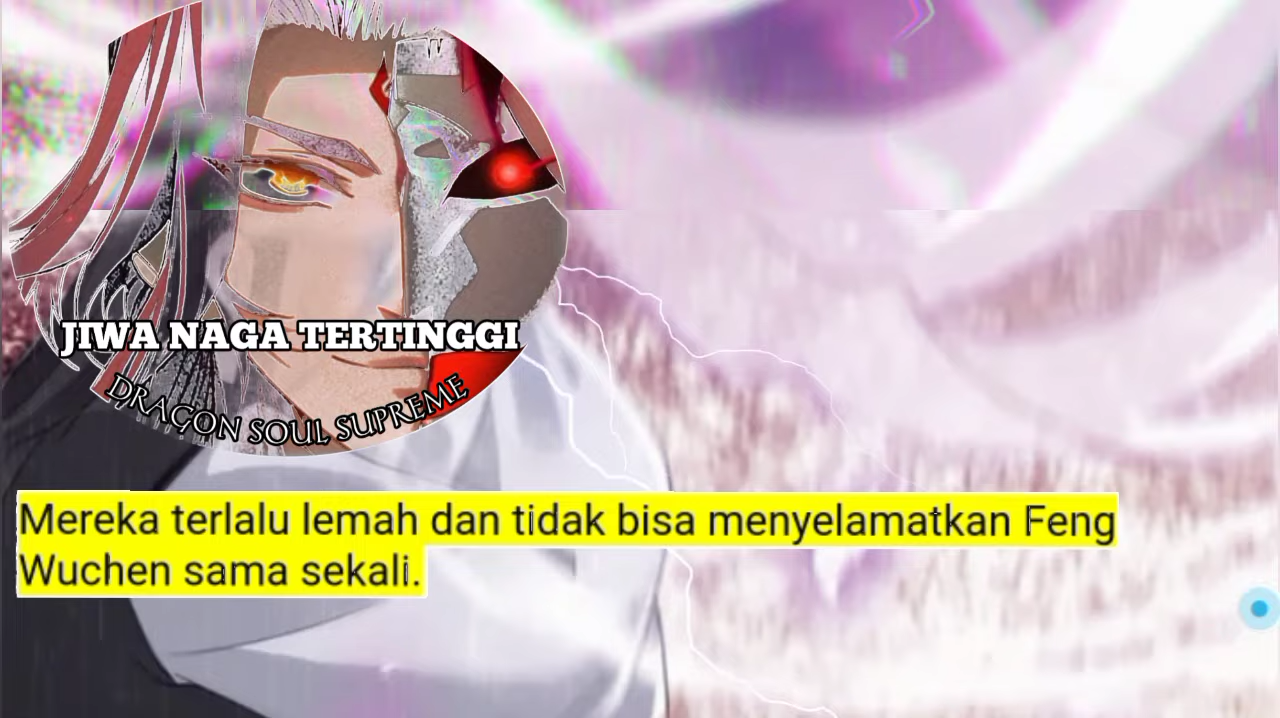 JIWA NAGA TERTINGGI
DRAGON SOUL SUPREME
Mereka terlalu lemah dan tidak bisa menyelamatkan Feng
Wuchen sama sekali.